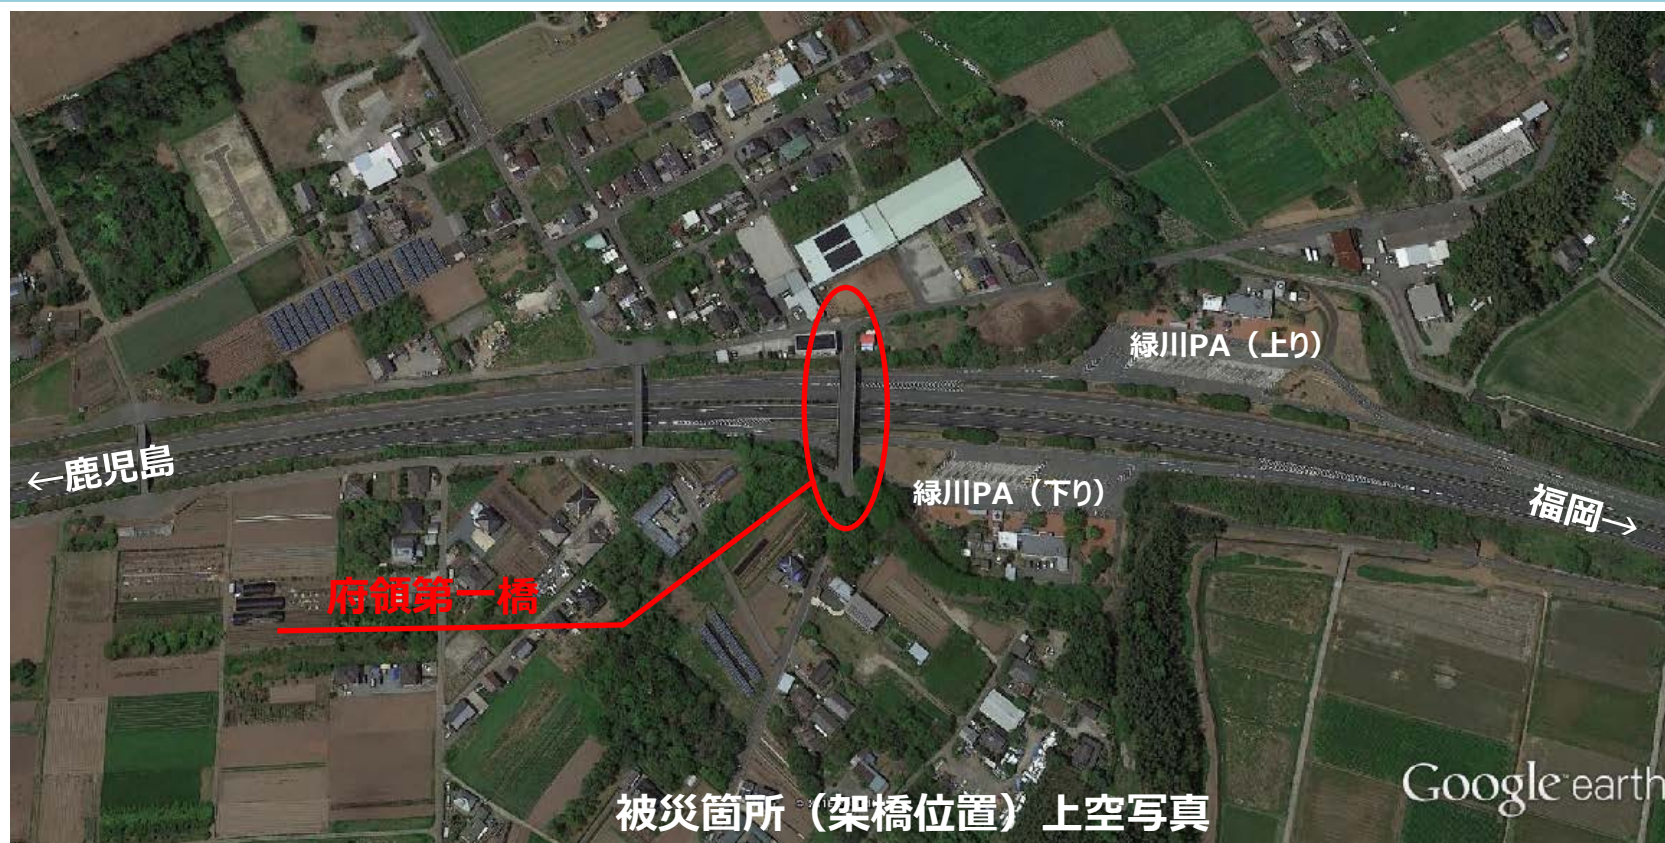 緑川PA（上り）
←鹿児島
緑川PA（下り）
福岡→
府領第一橋
被災箇所（架橋位置）上空写真
Google earth